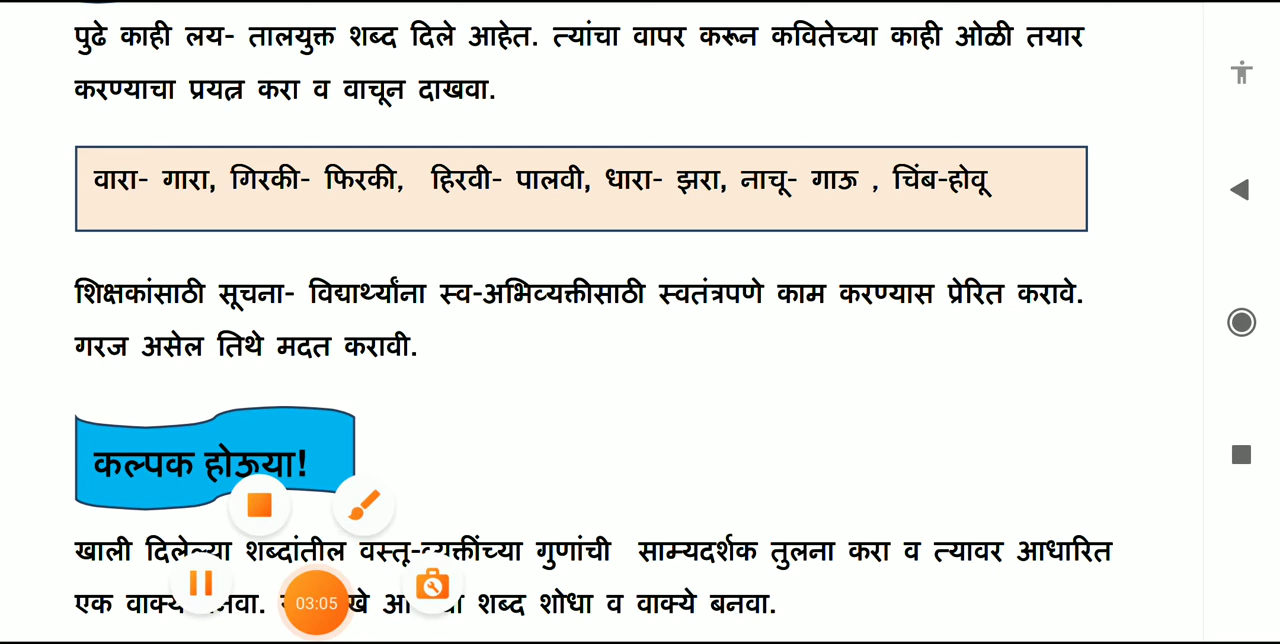 पुढे काही लय- तालयुक्त शब्द दिले आहेत. त्यांचा वापर करून कवितेच्या काही ओळी तयार
करण्याचा प्रयत्न करा व वाचून दाखवा.
वारा- गारा, गिरकी- फिरकी, हिरवी- पालवी, धारा- झरा, नाचू- गाऊ , चिंब-होवू
शिक्षकांसाठी सूचना- विद्यार्थ्यांना स्व-अभिव्यक्तीसाठी स्वतंत्रपणे काम करण्यास प्रेरित करावे.
गरज असेल तिथे मदत करावी.
कल्पक होऊया!
खाली दिलेल्या शब्दांतील वस्तू-व्यक्तींच्या गुणांची साम्यदर्शक तुलना करा व त्यावर आधारित
एक शब्द शोधा व वाक्ये बनवा.
03:05